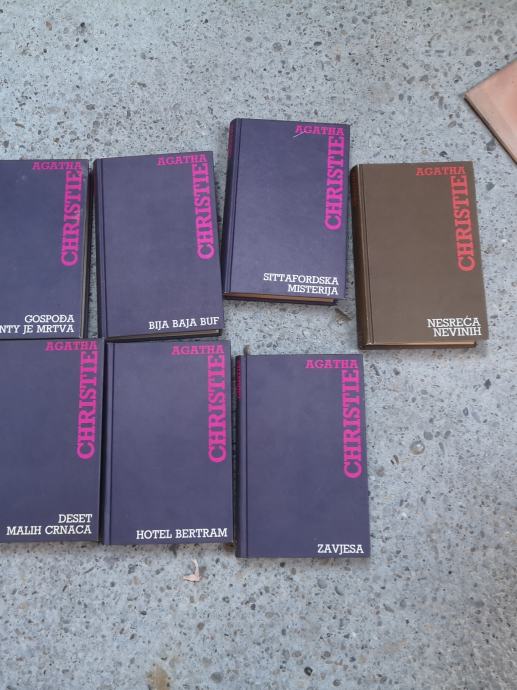 AGATHA
CHRISTIE
GOSPOĐA
NTY JE MRTVA
AGATHA
CHRISTIE
BIJA BAJA BUF
AGATHA
CHRISTIE
SITTAFORDSKA
MISTERIJA
AGATHA
CHRISTIE
NESREĆA
NEVINIH
AGATHA
CHRISTIE
DESET
MALIH CRNACA
AGATHA
CHRISTIE
HOTEL BERTRAM
AGATHA
CHRISTIE
ZAVJESA